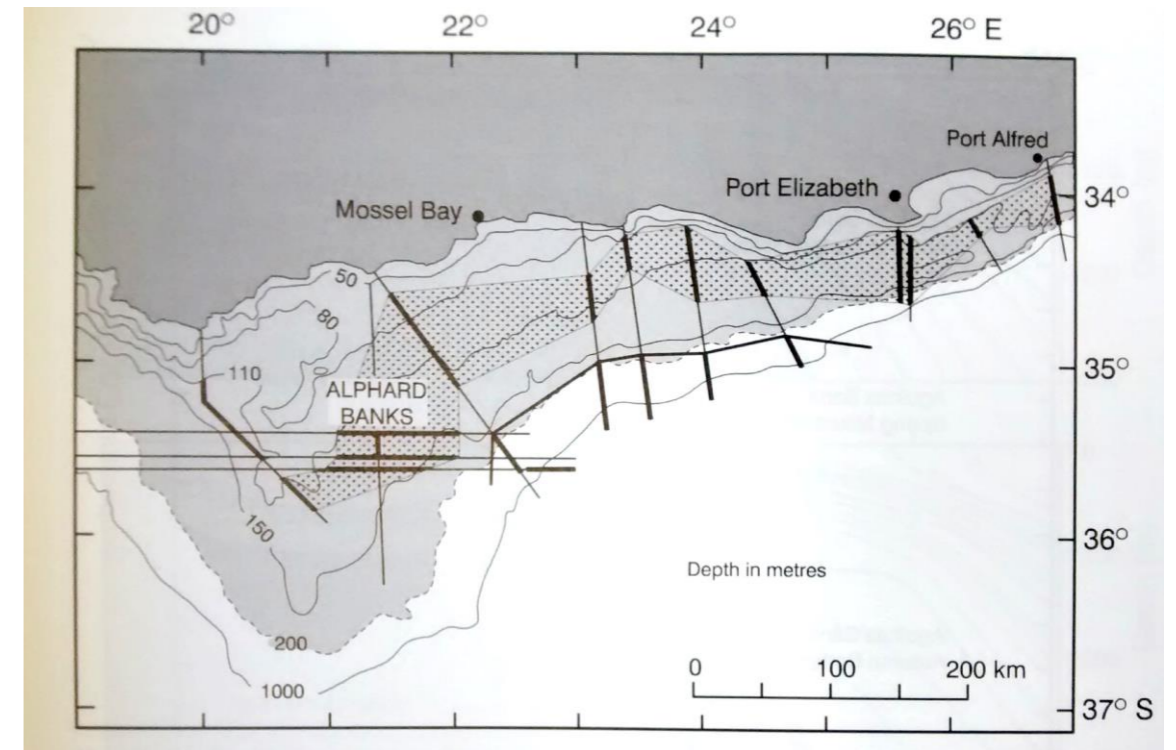 20° 22° 24° 26° E
Port Alfred
Port Elizabeth
34°
Mossel Bay
50
80
110
35°
ALPHARD
BANKS
150
36°
Depth in metres
200
0 100 200 km
1000
37° S